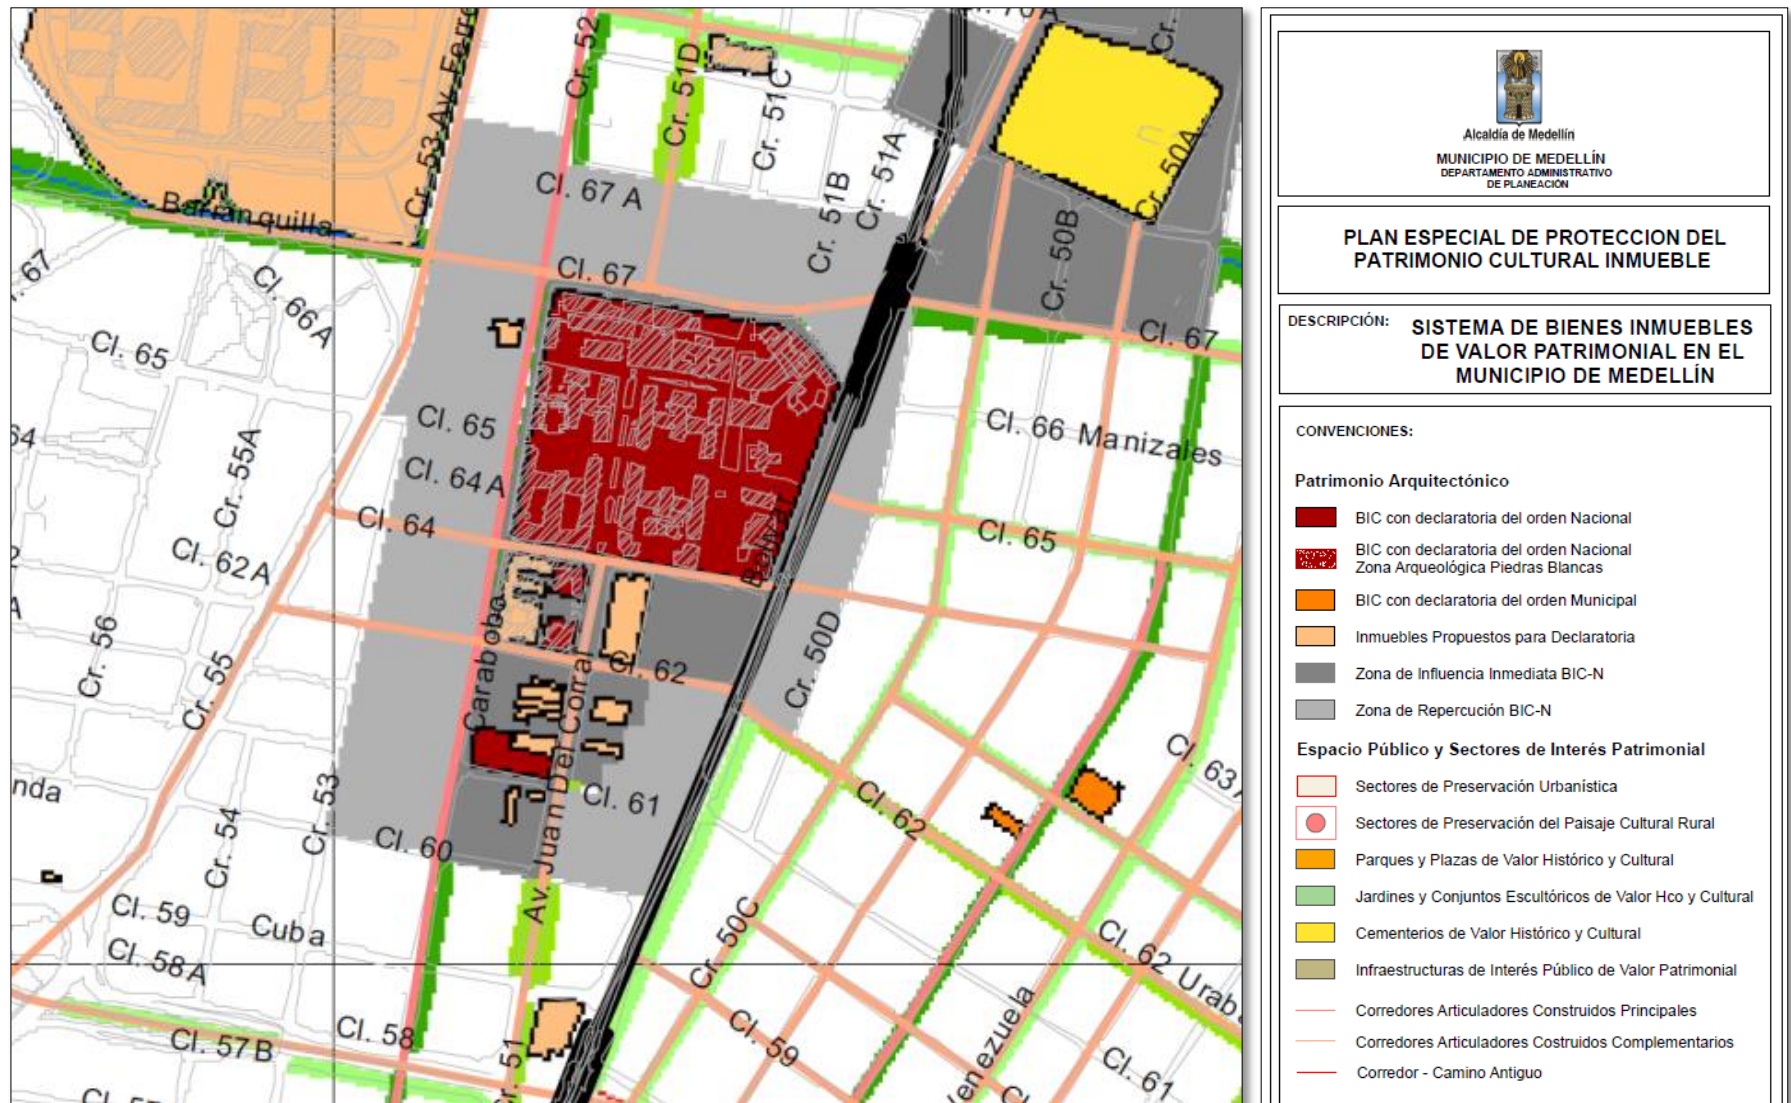 Cr. 52
Cr. 51D
Cr. 51C
Cr. 51B
Cr. 51A
Cr. 53 Av. Ferro
Cl. 67 A
Cr. 50A
Cr. 50B
Barranquilla
Cl. 67
Cl. 67
Cl. 66A
Cl. 65
Cl. 65
Cl. 64 A
Cl. 64
Cr. 55A
Cl. 62 A
Cl. 66 Manizales
Cl. 65
Bolivar
Cr. 56
Cr. 55
Carabobo
Cl. 62
Cr. 50D
Av. Juan Del Corral
Cl. 61
Cl. 63
Cl. 62
nda
Cr. 54
Cr. 53
Cl. 60
Cl. 59
Cuba
Cl. 58A
Cr. 50C
Cl. 62 Urab
Cl. 57B
Cl. 58
Cr. 51
Cl. 59
Venezuela
Cl. 61
Alcaldía de Medellín
MUNICIPIO DE MEDELLÍN
DEPARTAMENTO ADMINISTRATIVO
DE PLANEACIÓN
PLAN ESPECIAL DE PROTECCION DEL
PATRIMONIO CULTURAL INMUEBLE
DESCRIPCIÓN: SISTEMA DE BIENES INMUEBLES
DE VALOR PATRIMONIAL EN EL
MUNICIPIO DE MEDELLÍN
CONVENCIONES:
Patrimonio Arquitectónico
BIC con declaratoria del orden Nacional
BIC con declaratoria del orden Nacional
Zona Arqueológica Piedras Blancas
BIC con declaratoria del orden Municipal
Inmuebles Propuestos para Declaratoria
Zona de Influencia Inmediata BIC-N
Zona de Repercución BIC-N
Espacio Público y Sectores de Interés Patrimonial
Sectores de Preservación Urbanística
Sectores de Preservación del Paisaje Cultural Rural
Parques y Plazas de Valor Histórico y Cultural
Jardines y Conjuntos Escultóricos de Valor Hco y Cultural
Cementerios de Valor Histórico y Cultural
Infraestructuras de Interés Público de Valor Patrimonial
Corredores Articuladores Construidos Principales
Corredores Articuladores Costruidos Complementarios
Corredor - Camino Antiguo